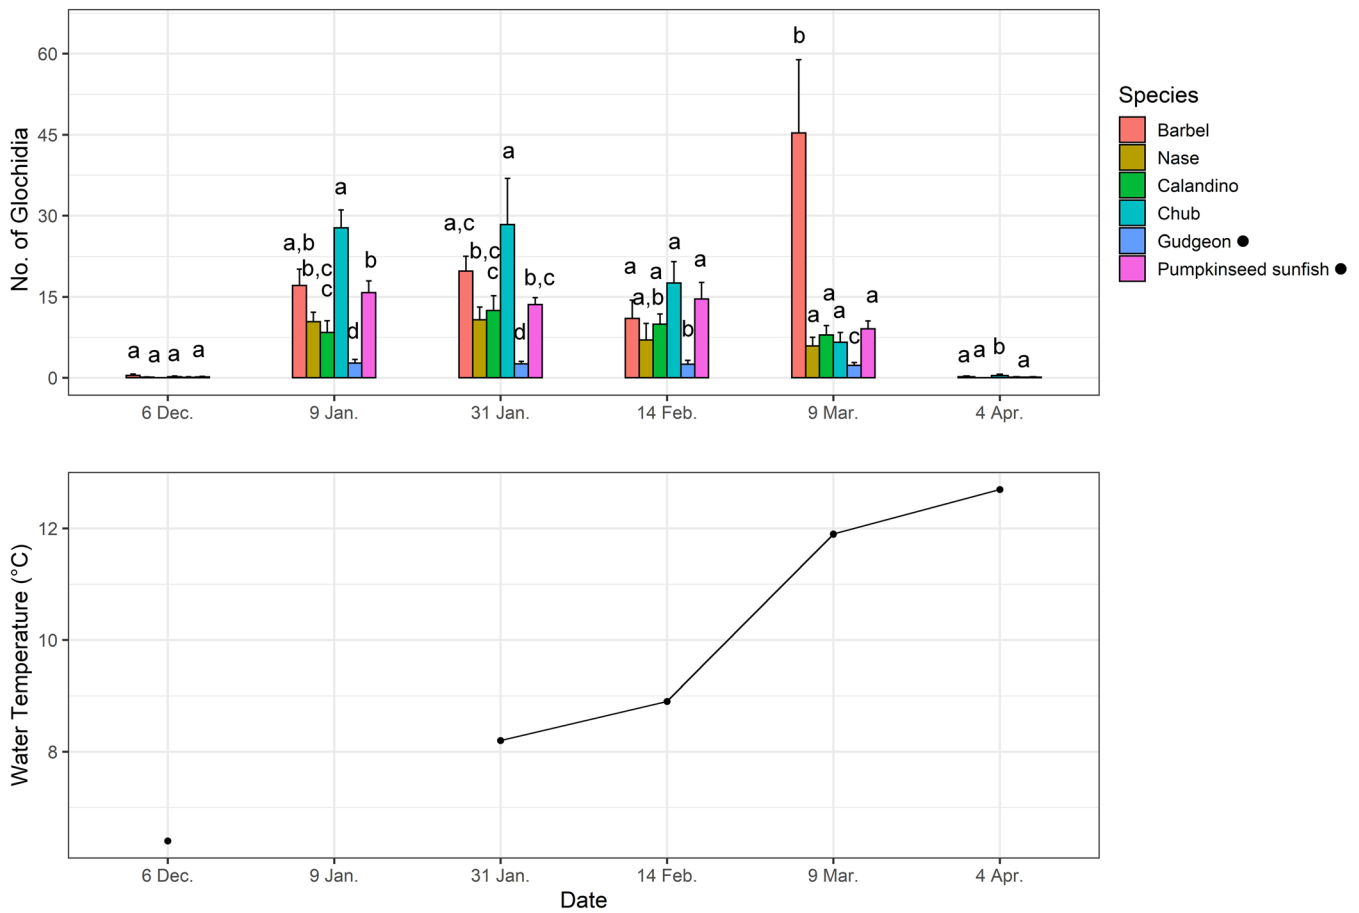 No. of Glochidia
60
45
30
15
0
b
a
a
a,c
a,b
b
b,c
c
b,c
c
b,c
a
a
a
a
a,b
a
a
a
d
d
b
c
a
a
a
a
a
a
b
a
6 Dec.
9 Jan.
31 Jan.
14 Feb.
9 Mar.
4 Apr.
Species
Barbel
Nase
Calandino
Chub
Gudgeon ●
Pumpkinseed sunfish ●
Water Temperature (°C)
12
10
8
6 Dec.
9 Jan.
31 Jan.
14 Feb.
9 Mar.
4 Apr.
Date